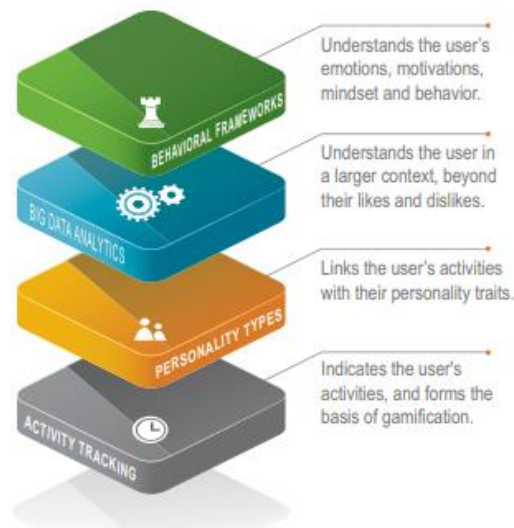 Understands the user's
emotions, motivations,
mindset and behavior.
BEHAVIORAL FRAMEWORKS
Understands the user in
a larger context, beyond
their likes and dislikes.
BIG DATA ANALYTICS
Links the user's activities
with their personality traits.
PERSONALITY TYPES
Indicates the user's
activities, and forms the
basis of gamification.
ACTIVITY TRACKING